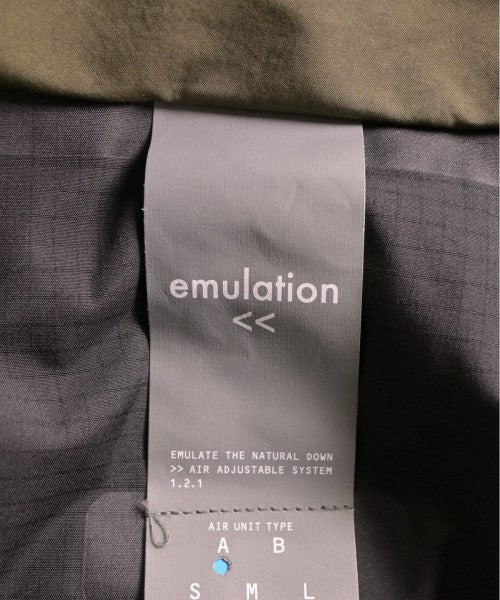 emulation
<<
EMULATE THE NATURAL DOWN
>> AIR ADJUSTABLE SYSTEM
1.2.1
AIR UNIT TYPE
A B
S M L